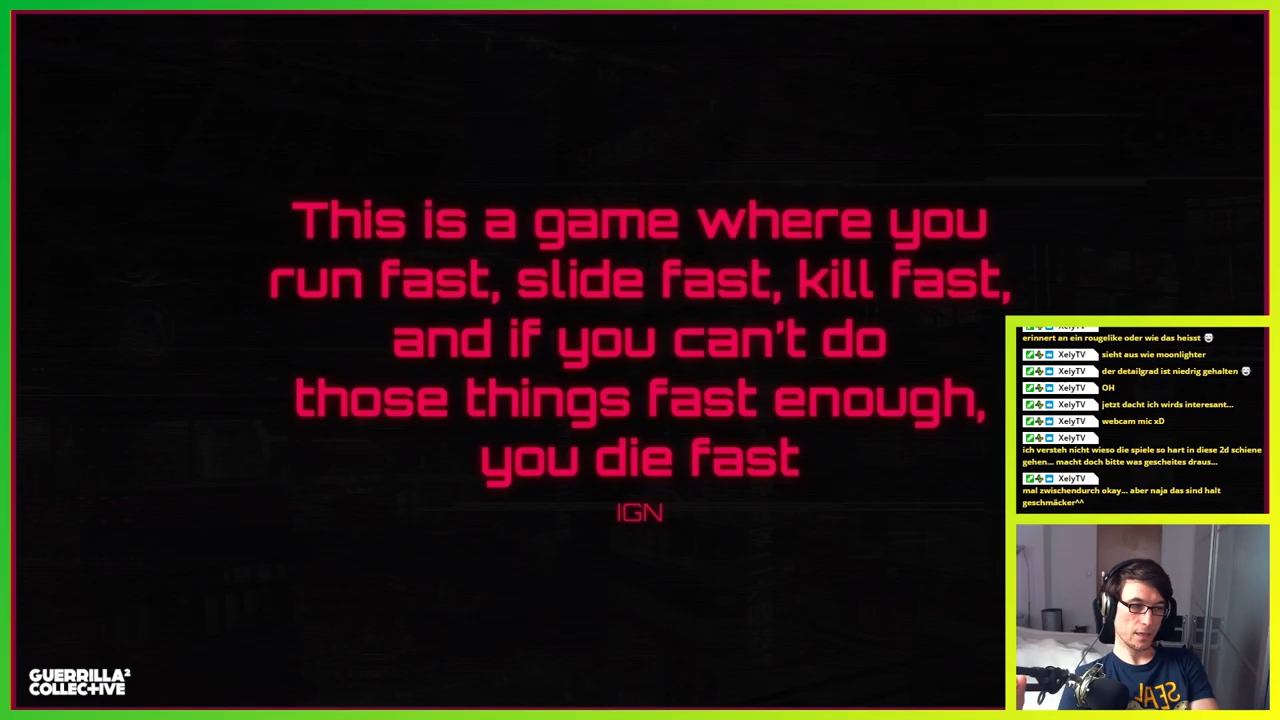 This is a game where you
run fast, slide fast, kill fast,
and if you can't do
those things fast enough,
you die fast
IGN
GUERRILLA²
COLLECTIVE
XelyTV
erinnert an ein rougelike oder wie das heisst
XelyTV sieht aus wie moonlighter
XelyTV der detailgrad ist niedrig gehalten
XelyTV OH
XelyTV jetzt dacht ich wirds interesant...
XelyTV webcam mic xD
XelyTV
ich versteh nicht wieso die spiele so hart in diese 2d schiene
gehen... macht doch bitte was gescheites draus...
XelyTV
mal zwischendurch okay... aber naja das sind halt
geschmäcker^^
SEAL